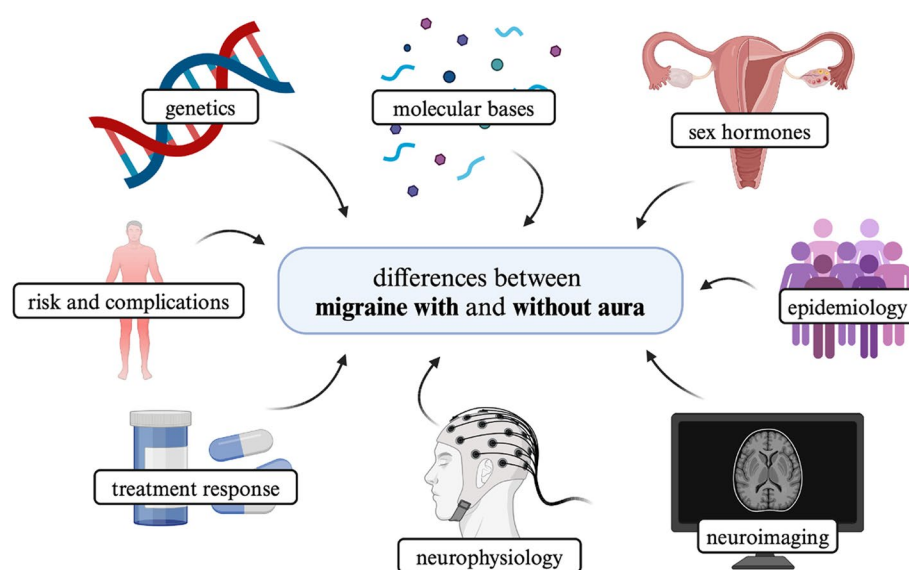 genetics
molecular bases
sex hormones
risk and complications
differences between
migraine with and without aura
epidemiology
treatment response
neurophysiology
neuroimaging